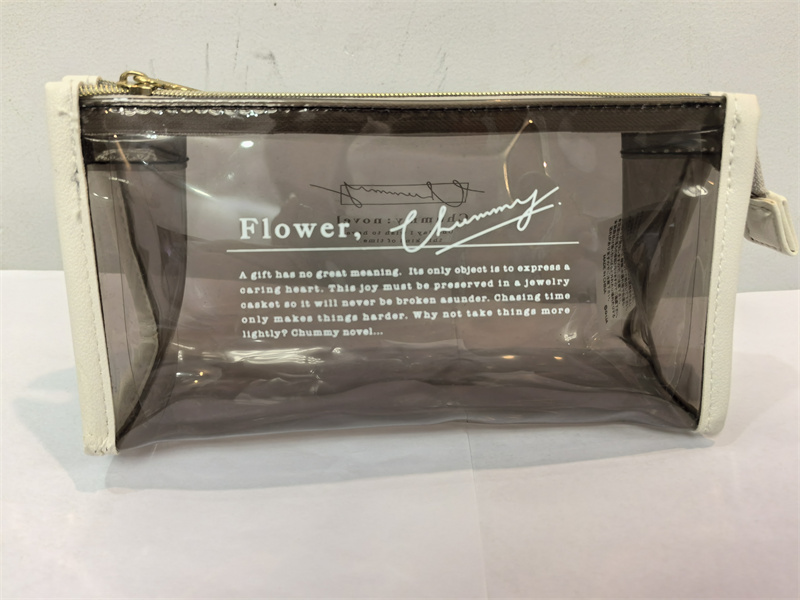 Flower, Chummy.
A gift has no great meaning. Its only object is to express a
caring heart. This joy must be preserved in a jewelry
casket so it will never be broken asunder. Chasing time
only makes things harder. Why not take things more
lightly? Chummy novel...
Chummy: novel